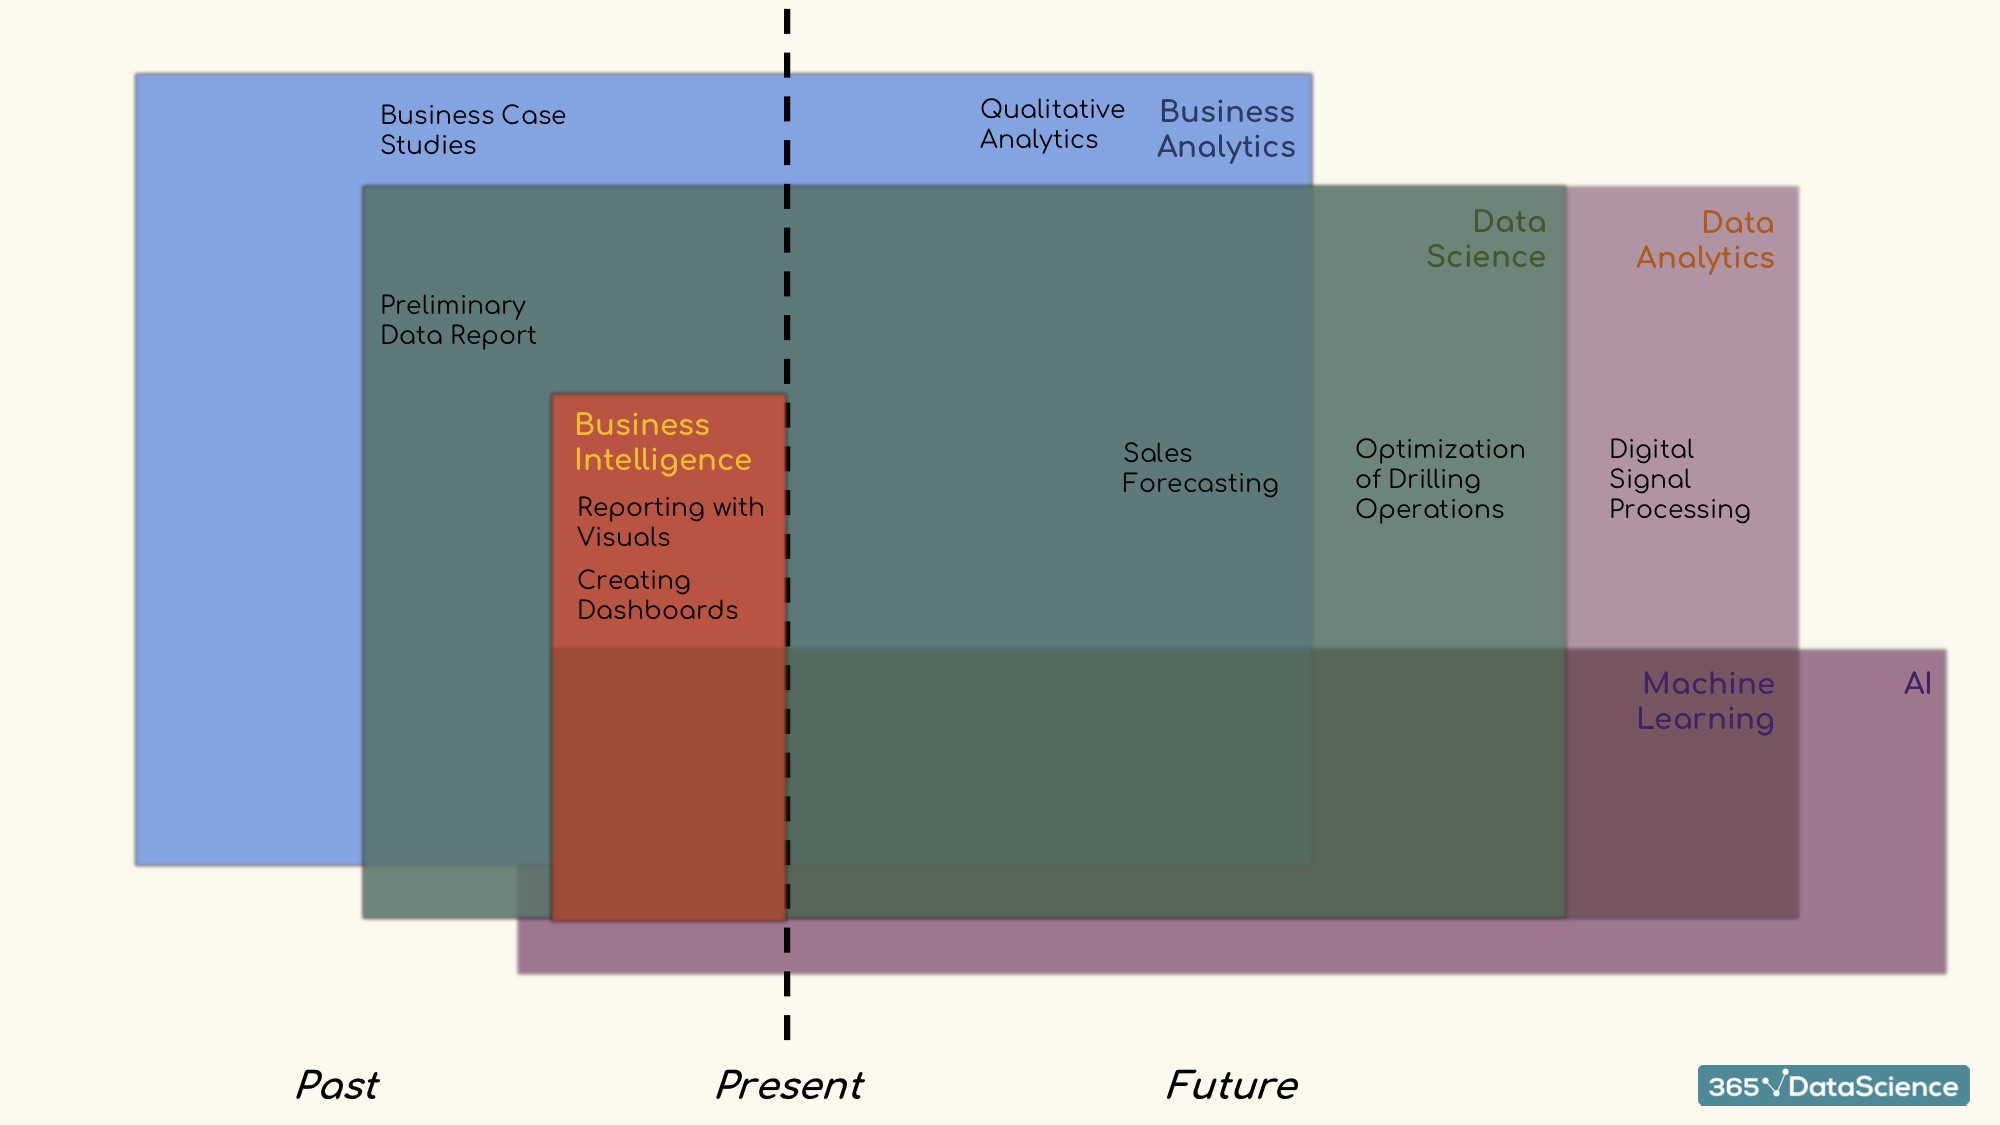 Business Case
Studies
Qualitative
Analytics
Business
Analytics
Data
Science
Data
Analytics
Preliminary
Data Report
Business
Intelligence
Reporting with
Visuals
Creating
Dashboards
Sales
Forecasting
Optimization
of Drilling
Operations
Digital
Signal
Processing
Machine
Learning
AI
Past
Present
Future
365 DataScience